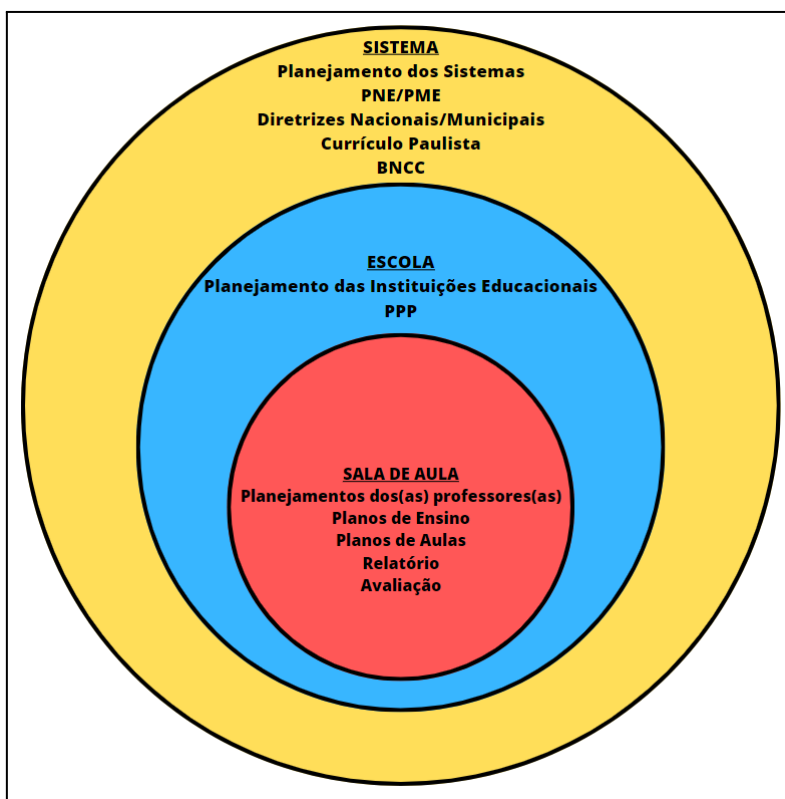 SISTEMA
Planejamento dos Sistemas
PNE/PME
Diretrizes Nacionais/Municipais
Currículo Paulista
BNCC
ESCOLA
Planejamento das Instituições Educacionais
PPP
SALA DE AULA
Planejamentos dos(as) professores(as)
Planos de Ensino
Planos de Aulas
Relatório
Avaliação